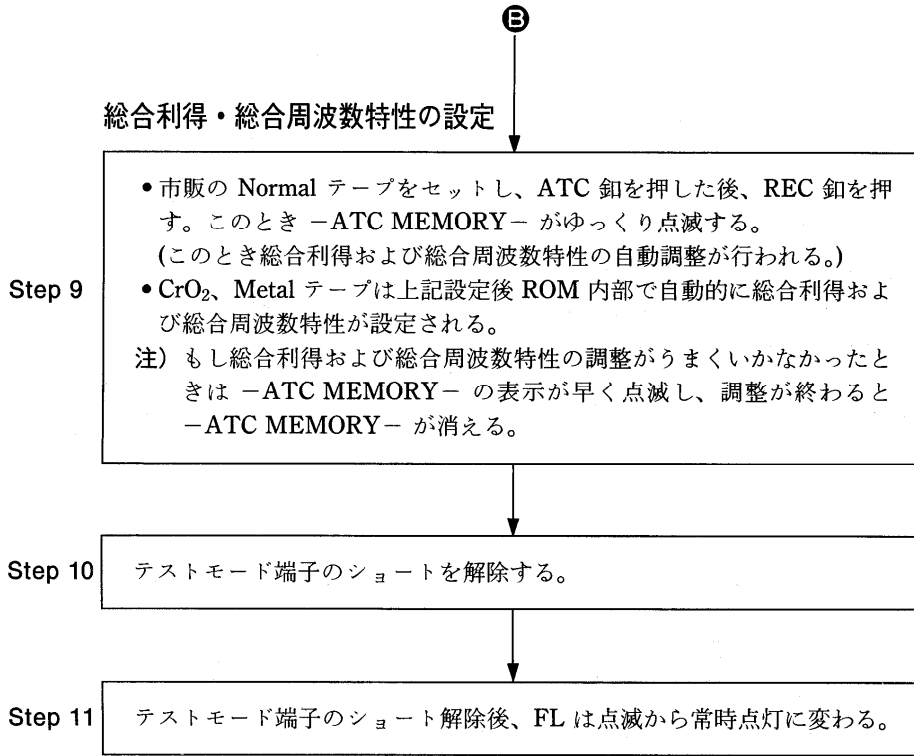 B
総合利得・総合周波数特性の設定
Step 9
• 市販の Normal テープをセットし、ATC 釦を押した後、REC 釦を押
す。このとき −ATC MEMORY− がゆっくり点滅する。
(このとき総合利得および総合周波数特性の自動調整が行われる。)
• CrO₂、Metal テープは上記設定後 ROM 内部で自動的に総合利得およ
び総合周波数特性が設定される。
注) もし総合利得および総合周波数特性の調整がうまくいかなかったと
きは −ATC MEMORY− の表示が早く点滅し、調整が終わると
−ATC MEMORY− が消える。
Step 10
テストモード端子のショートを解除する。
Step 11
テストモード端子のショート解除後、FL は点滅から常時点灯に変わる。